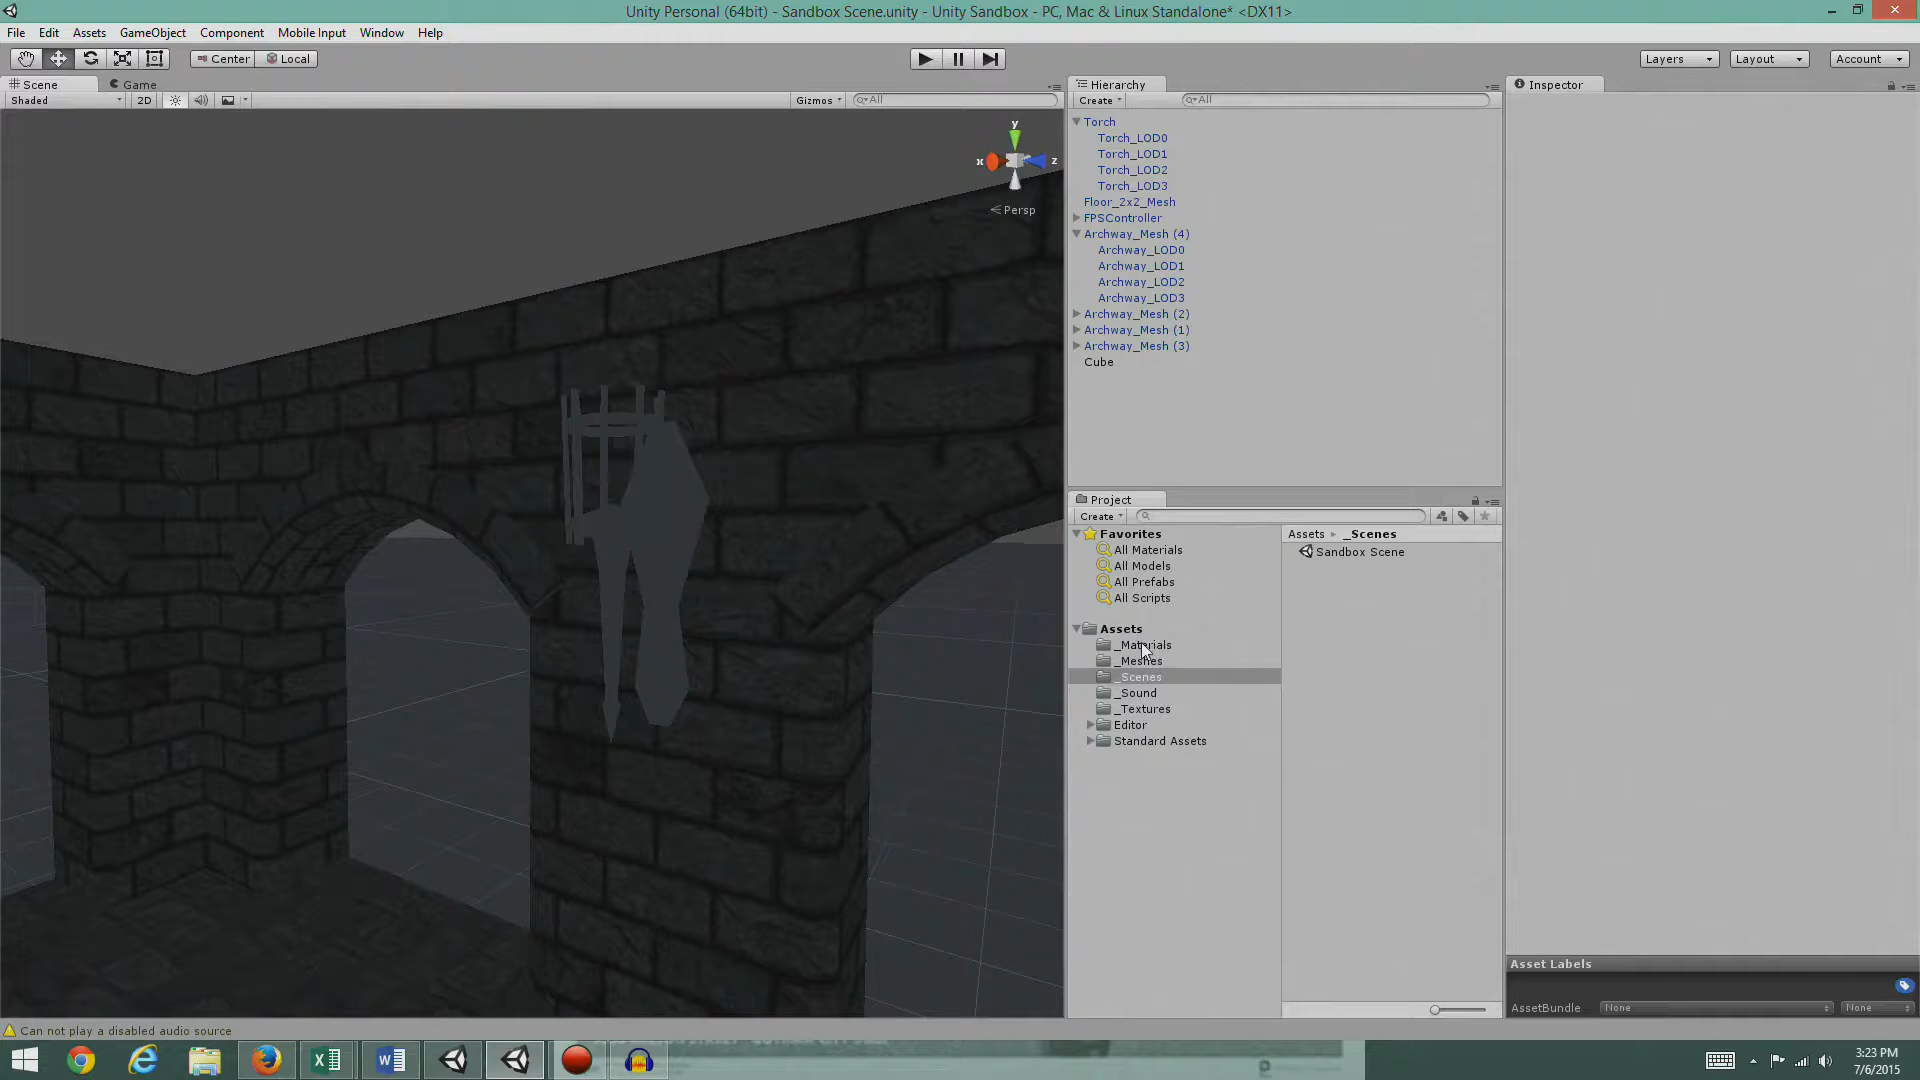 Unity Personal (64bit) - Sandbox Scene.unity - Unity Sandbox - PC, Mac & Linux Standalone* <DX11>
File Edit Assets GameObject Component Mobile Input Window Help
Center Local
Layers Layout Account
Scene Game
Shaded 2D Gizmos All
y
x z
Persp
Hierarchy
Create All
Torch
Torch_LOD0
Torch_LOD1
Torch_LOD2
Torch_LOD3
Floor_2x2_Mesh
FPSController
Archway_Mesh (4)
Archway_LOD0
Archway_LOD1
Archway_LOD2
Archway_LOD3
Archway_Mesh (2)
Archway_Mesh (1)
Archway_Mesh (3)
Cube
Project
Create
Favorites
All Materials
All Models
All Prefabs
All Scripts
Assets
_Materials
_Meshes
_Scenes
_Sound
_Textures
Editor
Standard Assets
Assets _Scenes
Sandbox Scene
Inspector
Asset Labels
AssetBundle None None
Can not play a disabled audio source
3:23 PM
7/6/2015